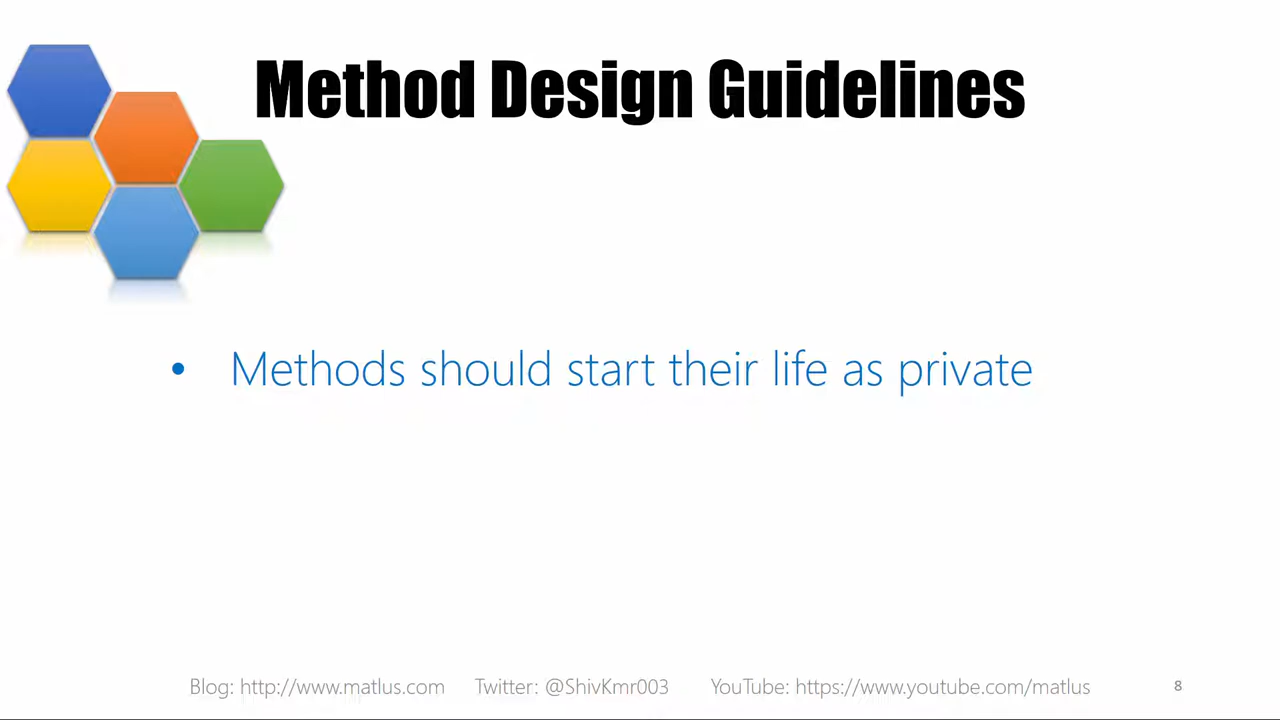 Method Design Guidelines
• Methods should start their life as private
Blog: http://www.matlus.com Twitter: @ShivKmr003 YouTube: https://www.youtube.com/matlus 8